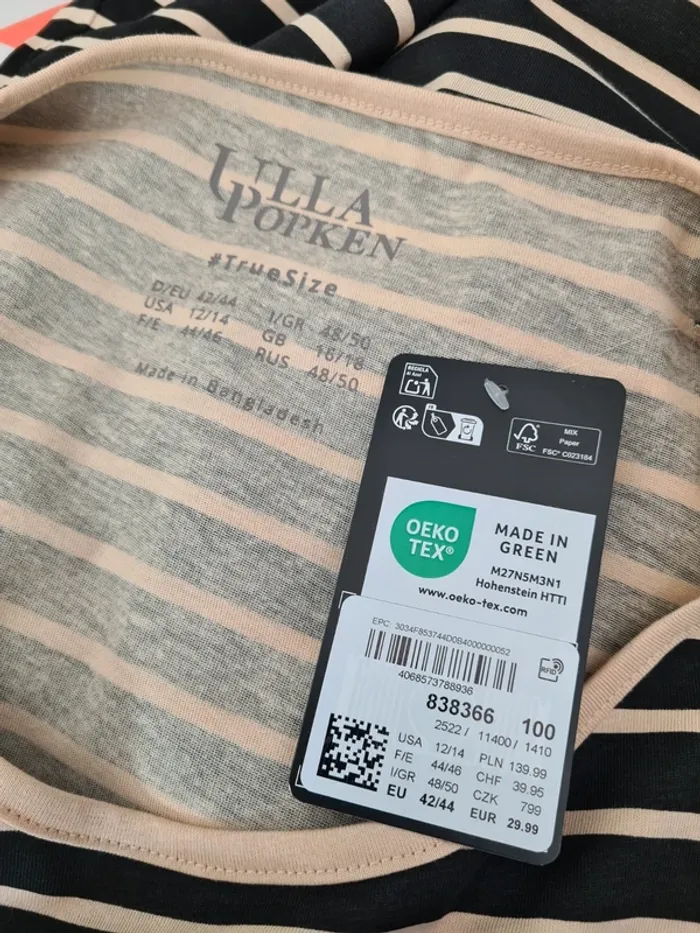 ULLA
POPKEN
#TrueSize
D/EU 42/44
USA 12/14
F/E 44/46
I/GR 48/50
GB 16/18
RUS 48/50
Made in Bangladesh
RECICLA
FSC
MIX
Paper
FSC® C023184
OEKO
TEX®
MADE IN
GREEN
M27N5M3N1
Hohenstein HTTI
www.oeko-tex.com
EPC: 3034F853744D0B4000000052
4068573788936
RFID
838366 100
2522 / 11400 / 1410
USA 12/14 PLN 139.99
F/E 44/46 CHF 39.95
I/GR 48/50 CZK 799
EU 42/44 EUR 29.99